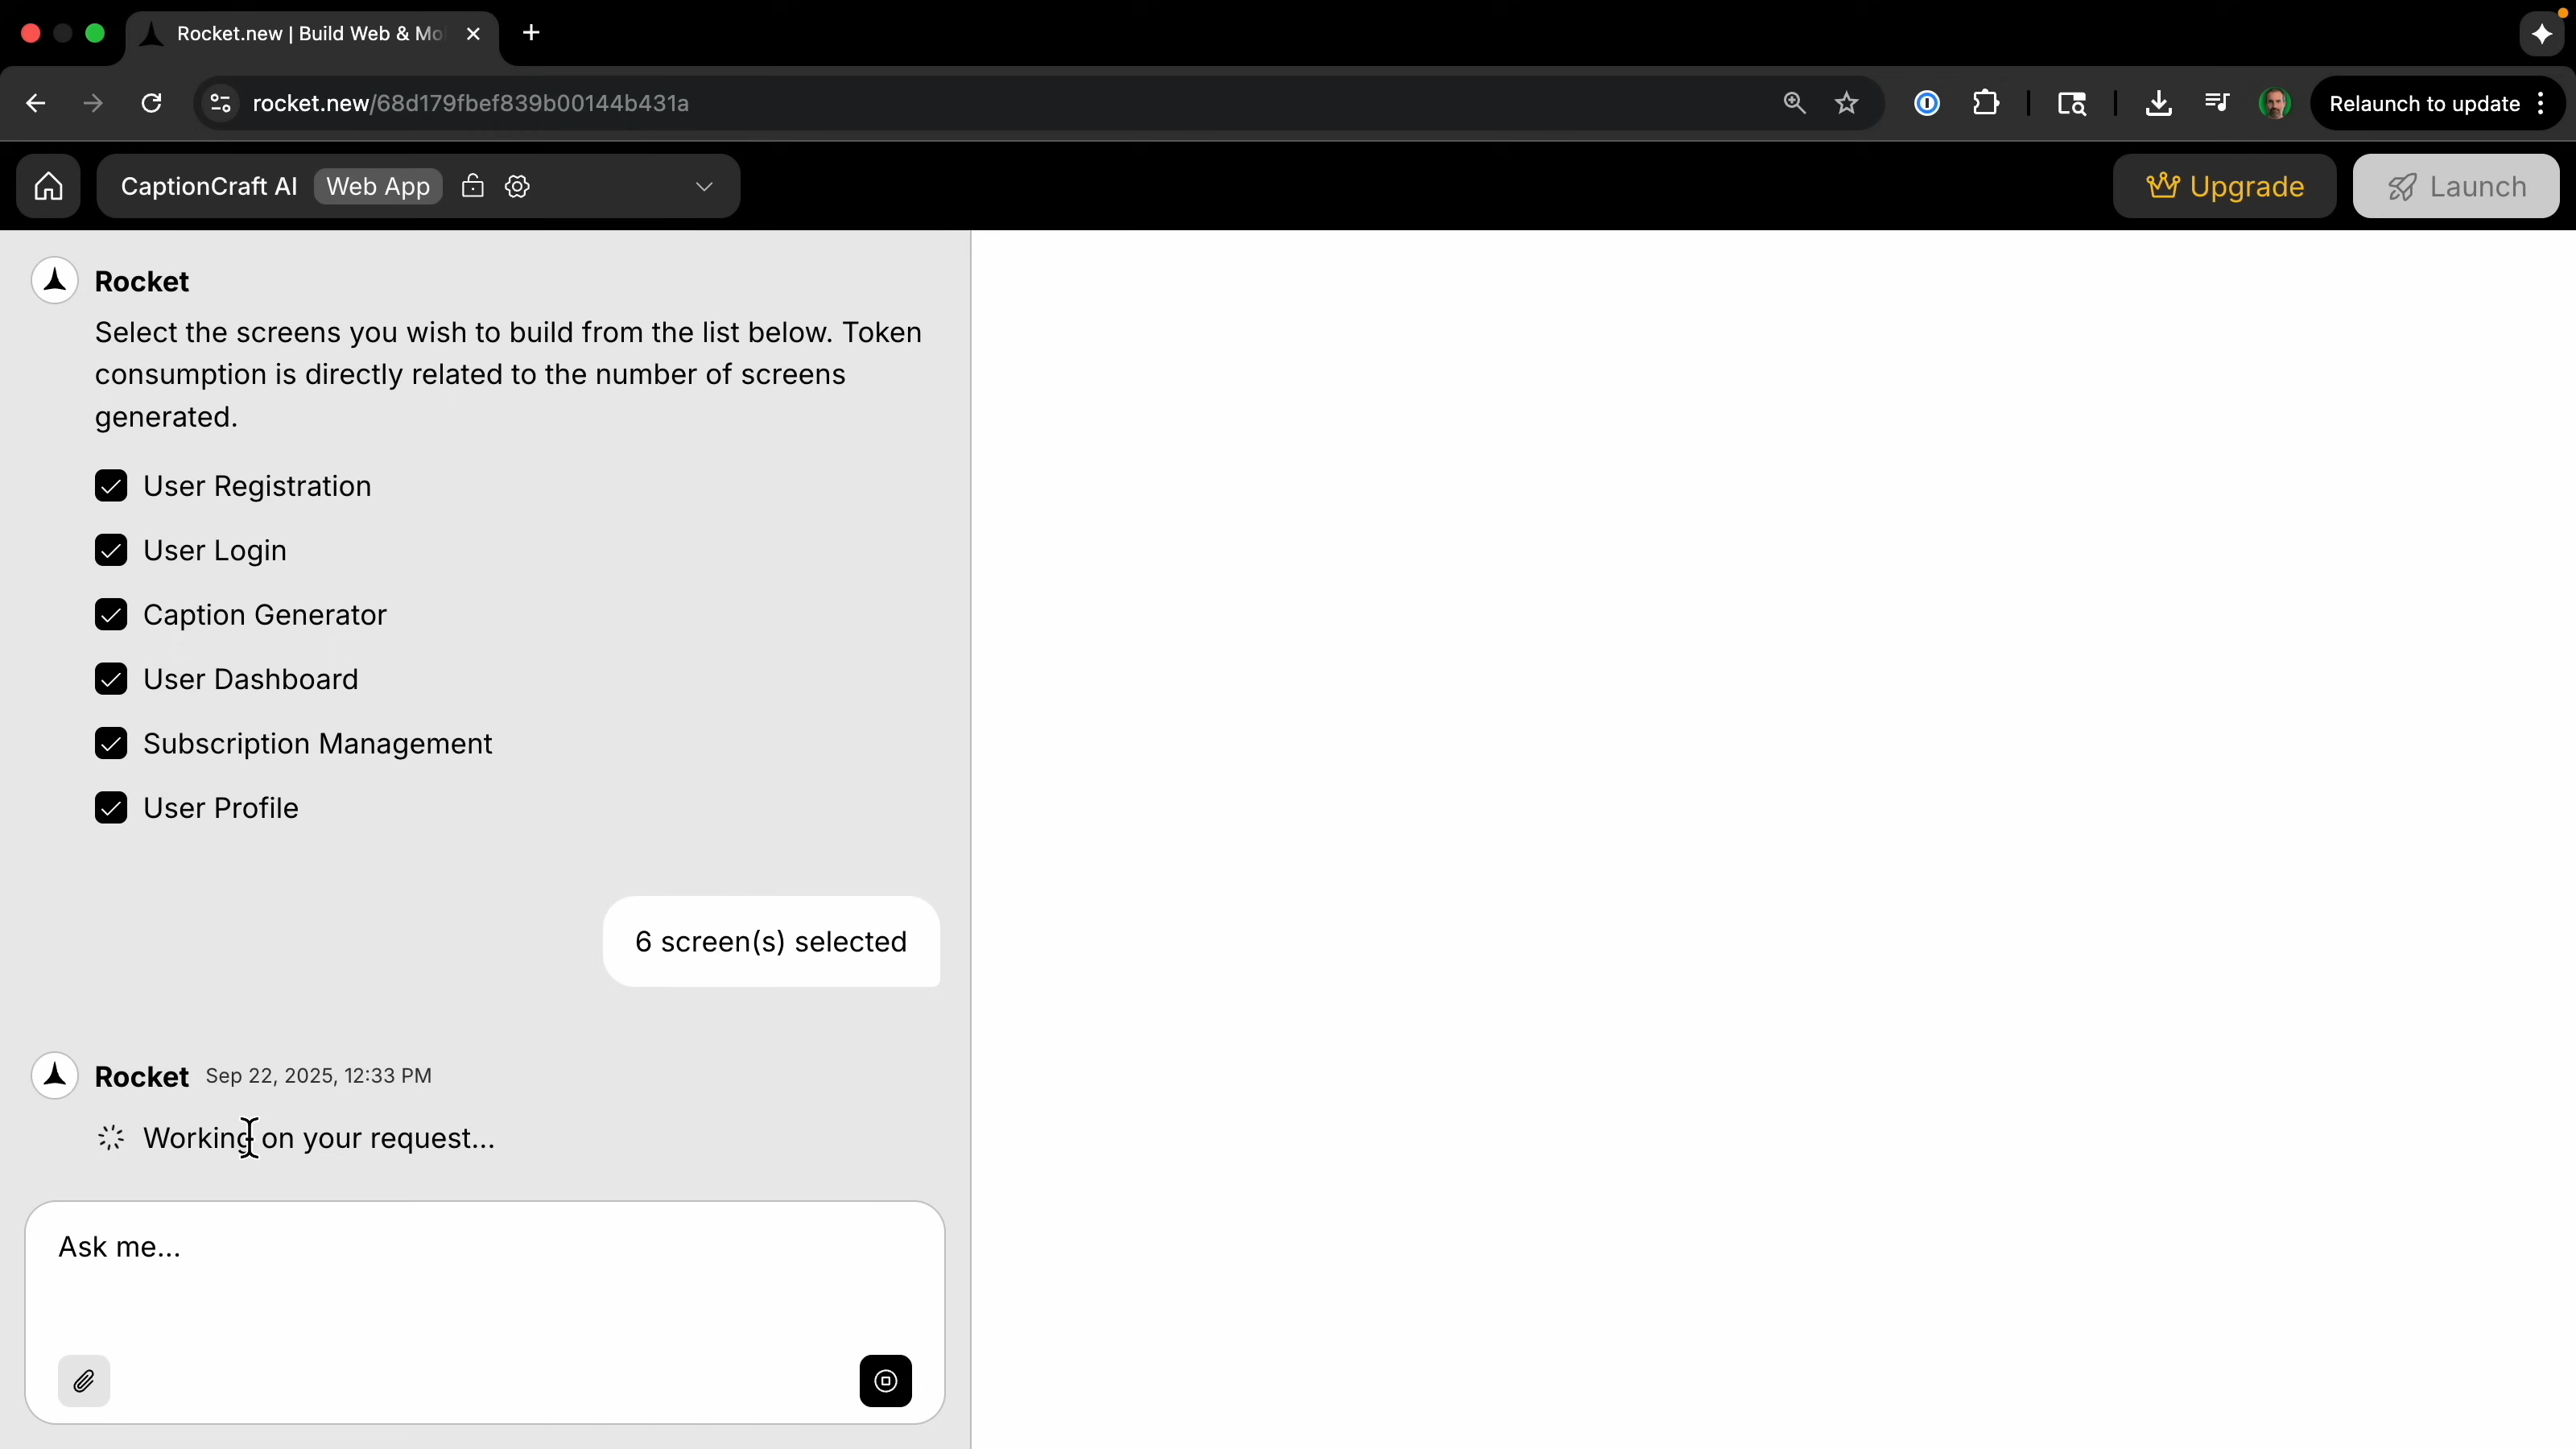 Rocket.new | Build Web & Mo
rocket.new/68d179fbef839b00144b431a
Relaunch to update
CaptionCraft AI
Web App
Upgrade
Launch
Rocket
Select the screens you wish to build from the list below. Token
consumption is directly related to the number of screens
generated.
User Registration
User Login
Caption Generator
User Dashboard
Subscription Management
User Profile
6 screen(s) selected
Rocket Sep 22, 2025, 12:33 PM
Working on your request...
Ask me...